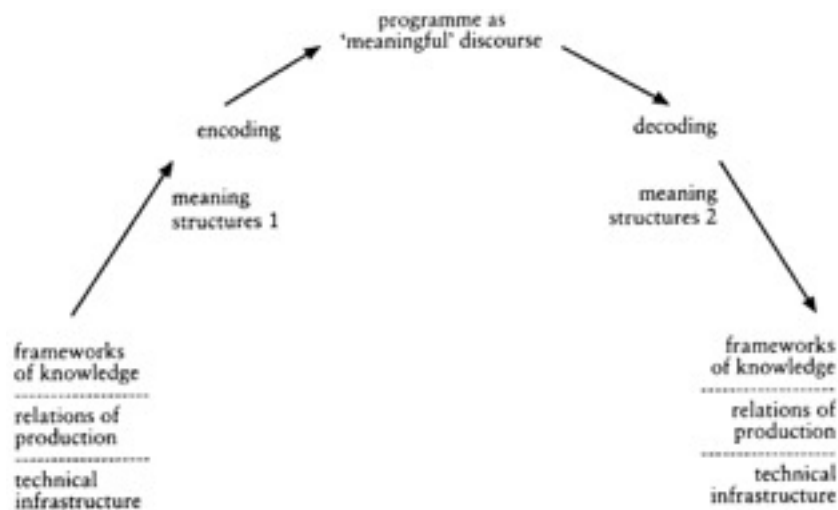 programme as
'meaningful' discourse
encoding
decoding
meaning
structures 1
meaning
structures 2
frameworks
of knowledge
relations of
production
technical
infrastructure
frameworks
of knowledge
relations of
production
technical
infrastructure